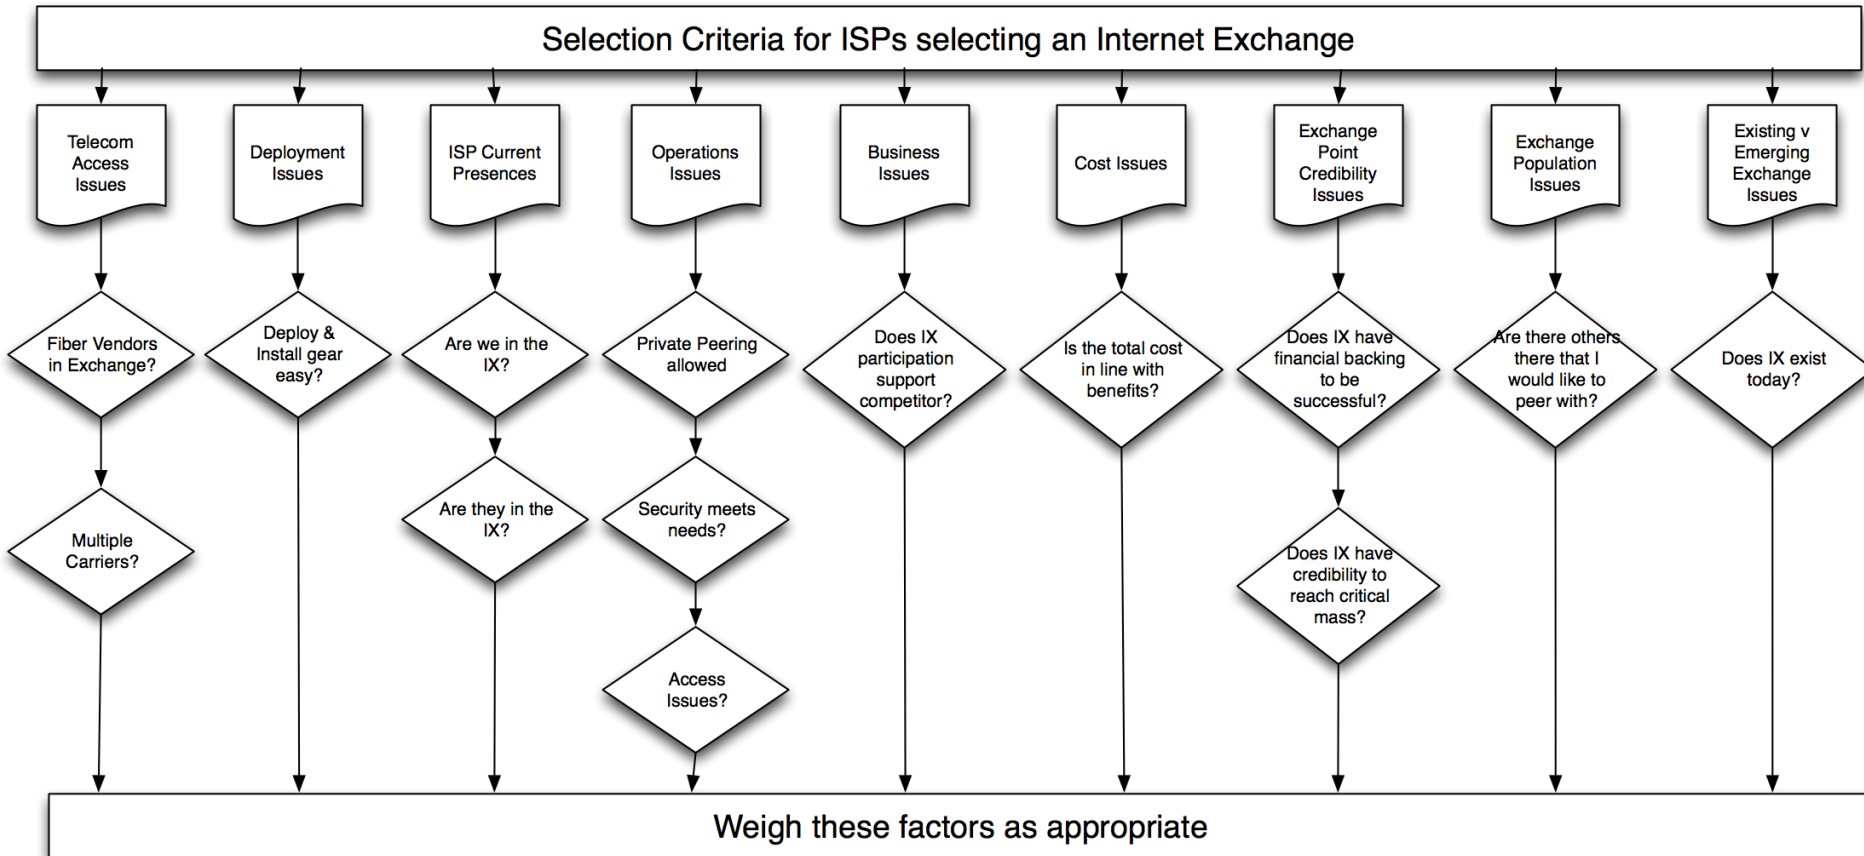 Selection Criteria for ISPs selecting an Internet Exchange
Telecom
Access
Issues
Deployment
Issues
ISP Current
Presences
Operations
Issues
Business
Issues
Cost Issues
Exchange
Point
Credibility
Issues
Exchange
Population
Issues
Existing v
Emerging
Exchange
Issues
Fiber Vendors
in Exchange?
Deploy &
Install gear
easy?
Are we in the
IX?
Private Peering
allowed
Does IX
participation
support
competitor?
Is the total cost
in line with
benefits?
Does IX have
financial backing
to be
successful?
Are there others
there that I
would like to
peer with?
Does IX exist
today?
Multiple
Carriers?
Are they in the
IX?
Security meets
needs?
Does IX have
credibility to
reach critical
mass?
Access
Issues?
Weigh these factors as appropriate